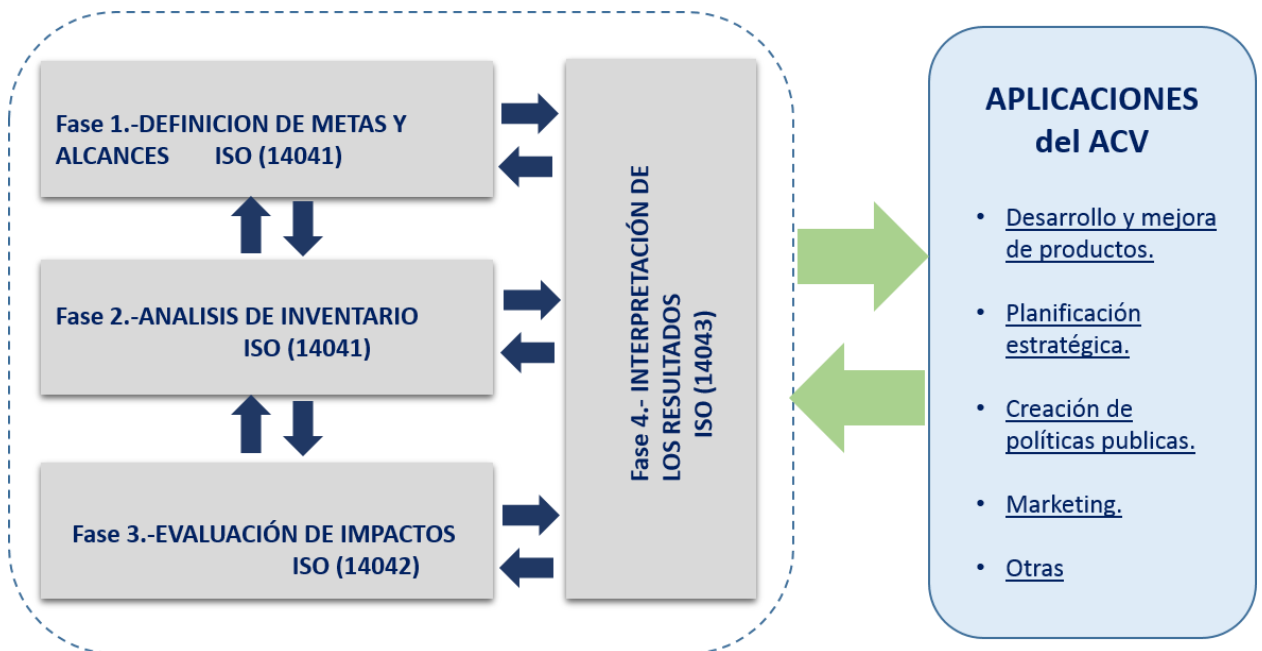 Fase 1.-DEFINICION DE METAS Y
ALCANCES ISO (14041)
Fase 2.-ANALISIS DE INVENTARIO
ISO (14041)
Fase 3.-EVALUACIÓN DE IMPACTOS
ISO (14042)
Fase 4.- INTERPRETACIÓN DE
LOS RESULTADOS
ISO (14043)
APLICACIONES
del ACV
• Desarrollo y mejora
de productos.
• Planificación
estratégica.
• Creación de
políticas publicas.
• Marketing.
• Otras